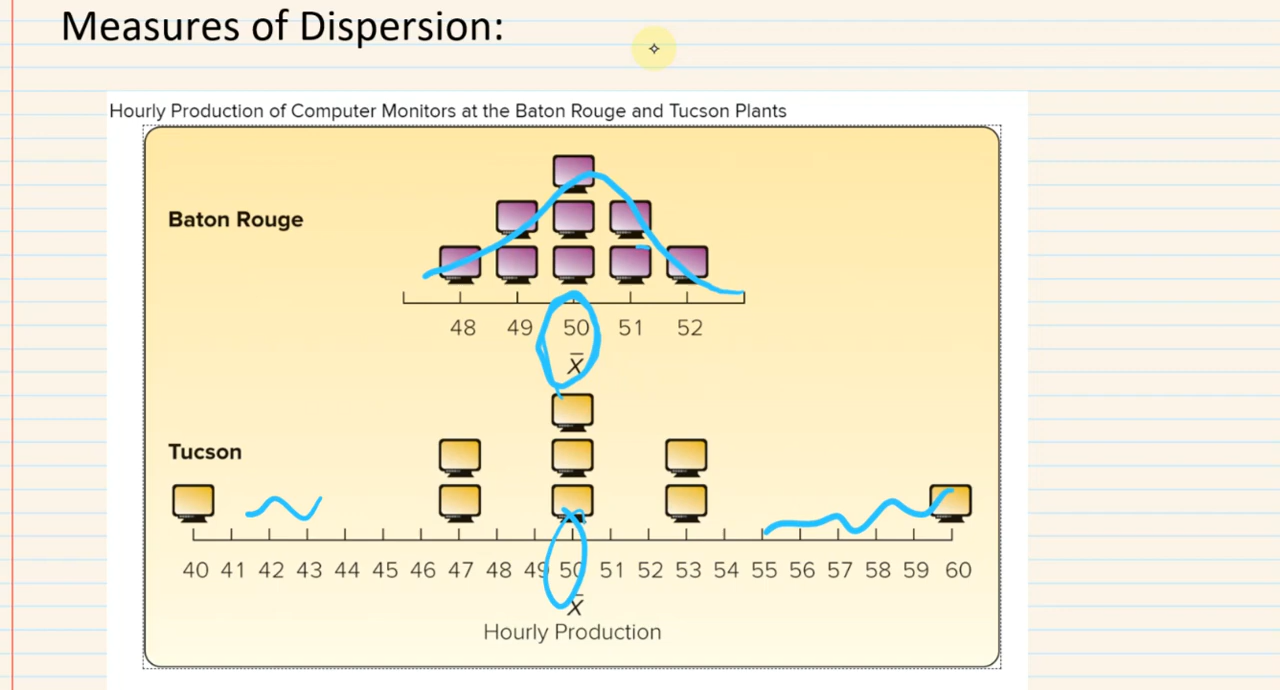 Measures of Dispersion:
Hourly Production of Computer Monitors at the Baton Rouge and Tucson Plants
Baton Rouge
48 49 50 51 52
x̄
Tucson
40 41 42 43 44 45 46 47 48 49 50 51 52 53 54 55 56 57 58 59 60
x̄
Hourly Production